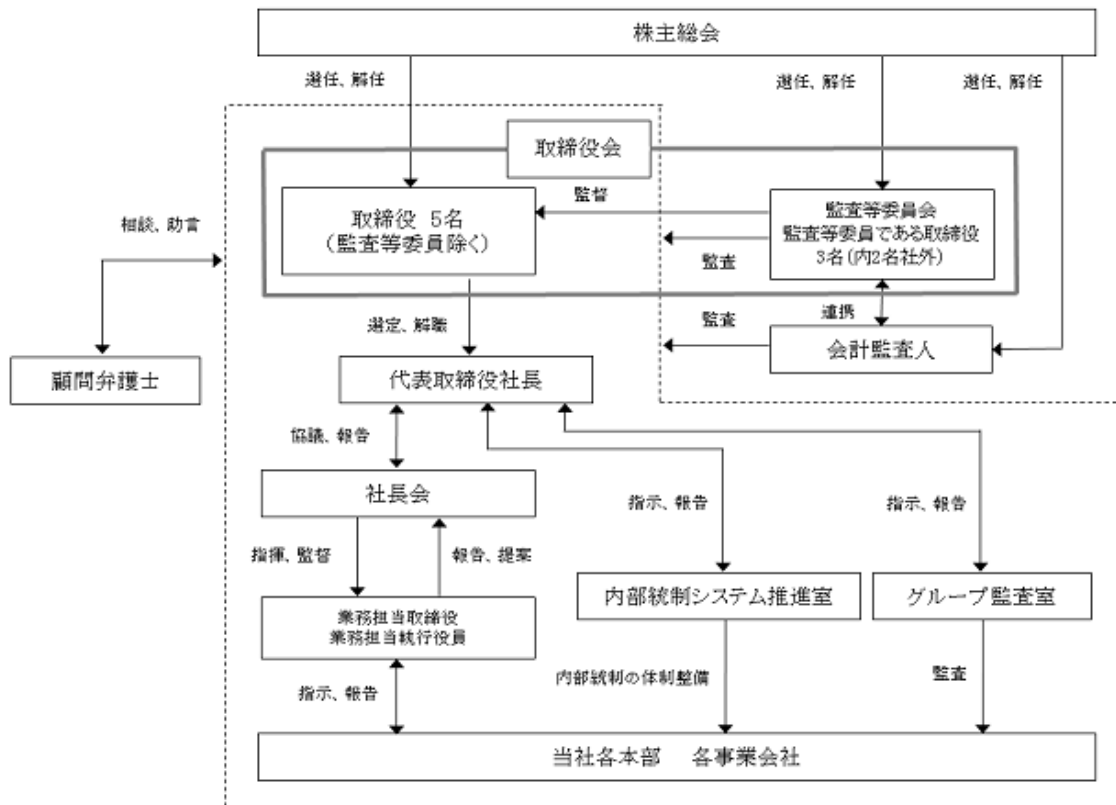 株主総会
選任、解任
選任、解任
選任、解任
取締役会
取締役 5名
（監査等委員除く）
監督
監査
監査等委員会
監査等委員である取締役
3名（内2名社外）
相談、助言
選定、解職
監査
連携
会計監査人
顧問弁護士
代表取締役社長
協議、報告
社長会
指示、報告
指示、報告
指揮、監督
報告、提案
業務担当取締役
業務担当執行役員
内部統制システム推進室
グループ監査室
指示、報告
内部統制の体制整備
監査
当社各本部 各事業会社